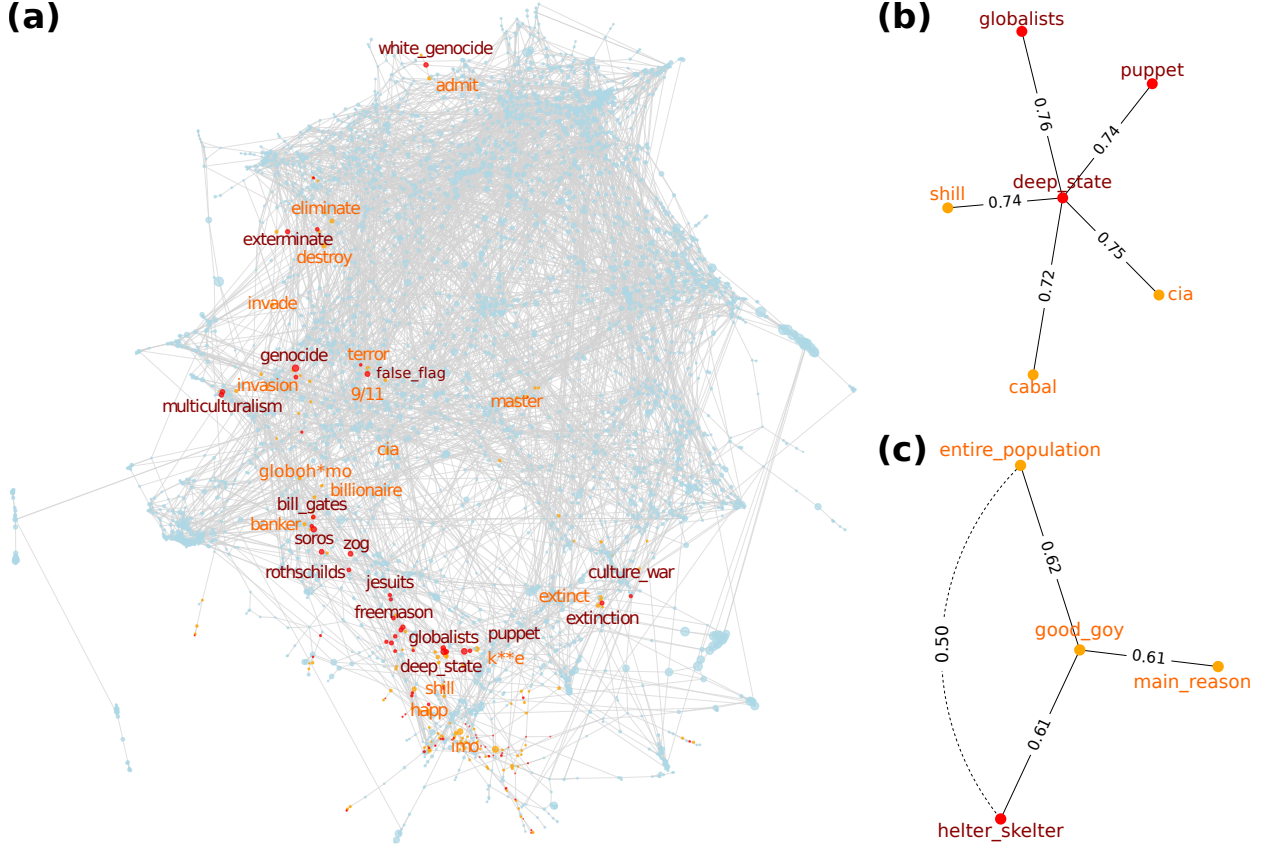 (a)
white_genocide
admit
eliminate
exterminate
destroy
invade
genocide
terror
false_flag
invasion
9/11
multiculturalism
master
cia
globoh*mo
billionaire
bill_gates
banker
soros
zog
rothschilds
jesuits
culture_war
extinct
freemason
extinction
globalists
puppet
deep_state
k**e
shill
happ
imo
(b)
globalists
puppet
0.76
0.74
deep_state
shill
0.74
0.75
0.72
cia
cabal
(c)
entire_population
0.62
0.50
good_goy
0.61
main_reason
0.61
helter_skelter